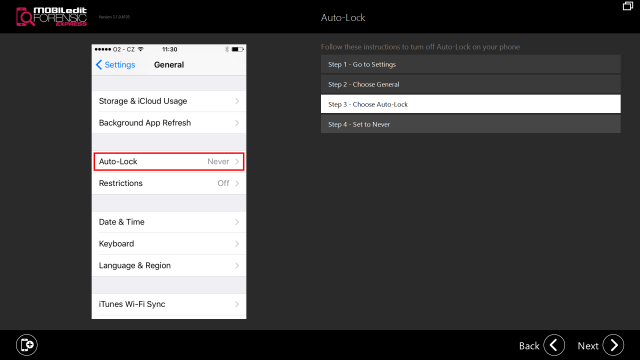 MOBILedit
FORENSIC
EXPRESS
Auto-Lock
Follow these instructions to turn off Auto-Lock on your phone
Step 1 - Go to Settings
Step 2 - Choose General
Step 3 - Choose Auto-Lock
Step 4 - Set to Never
O2 - CZ 11:30
Settings General
Storage & iCloud Usage
Background App Refresh
Auto-Lock Never
Restrictions Off
Date & Time
Keyboard
Language & Region
iTunes Wi-Fi Sync
Back Next